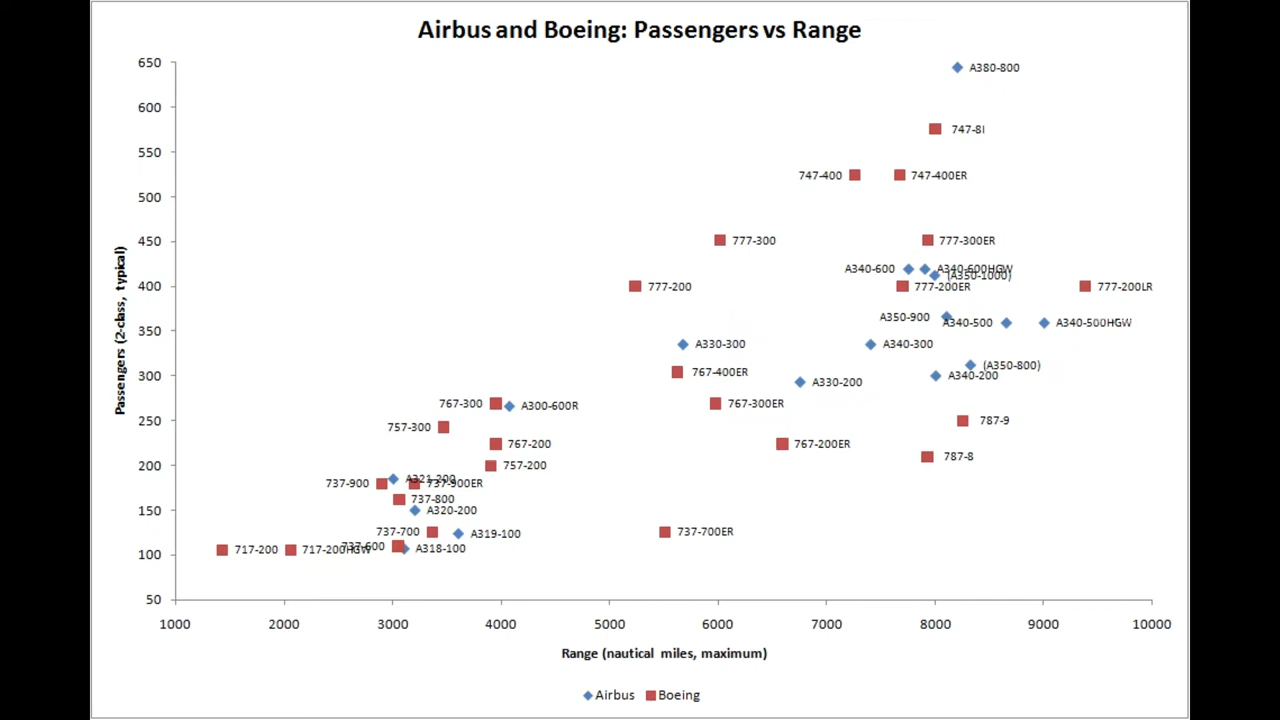 Airbus and Boeing: Passengers vs Range
650
A380-800
600
747-8I
550
747-400
747-400ER
500
450
777-300
777-300ER
A340-600
A340-600HGW
(A350-1000)
400
777-200
777-200ER
777-200LR
A350-900
A340-500
A340-500HGW
350
A330-300
A340-300
(A350-800)
300
767-400ER
A330-200
A340-200
767-300
A300-600R
767-300ER
250
757-300
787-9
767-200
767-200ER
200
757-200
787-8
737-900
A321-200
737-900ER
737-800
150
A320-200
737-700
A319-100
737-700ER
100
717-200
717-200HGW
737-600
A318-100
50
Passengers (2-class, typical)
1000 2000 3000 4000 5000 6000 7000 8000 9000 10000
Range (nautical miles, maximum)
Airbus Boeing